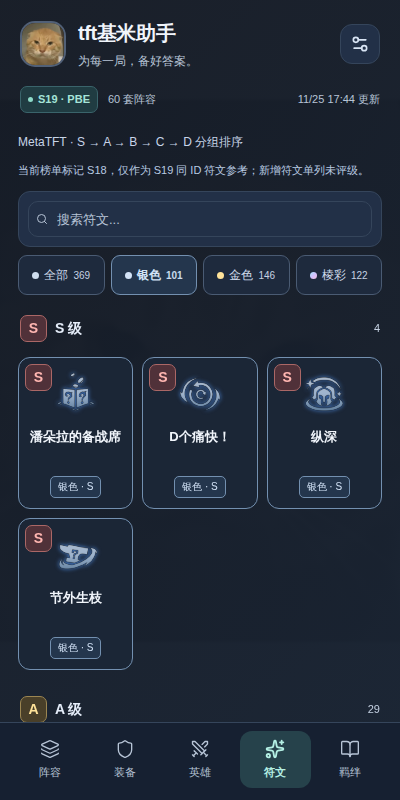 tft基米助手
为每一局，备好答案。
S19 · PBE
60 套阵容
11/25 17:44 更新
MetaTFT · S → A → B → C → D 分组排序
当前榜单标记 S18，仅作为 S19 同 ID 符文参考；新增符文单列未评级。
搜索符文...
全部 369
银色 101
金色 146
棱彩 122
S S 级 4
S
潘朵拉的备战席
银色 · S
S
D个痛快！
银色 · S
S
纵深
银色 · S
S
节外生枝
银色 · S
A A 级 29
阵容
装备
英雄
符文
羁绊